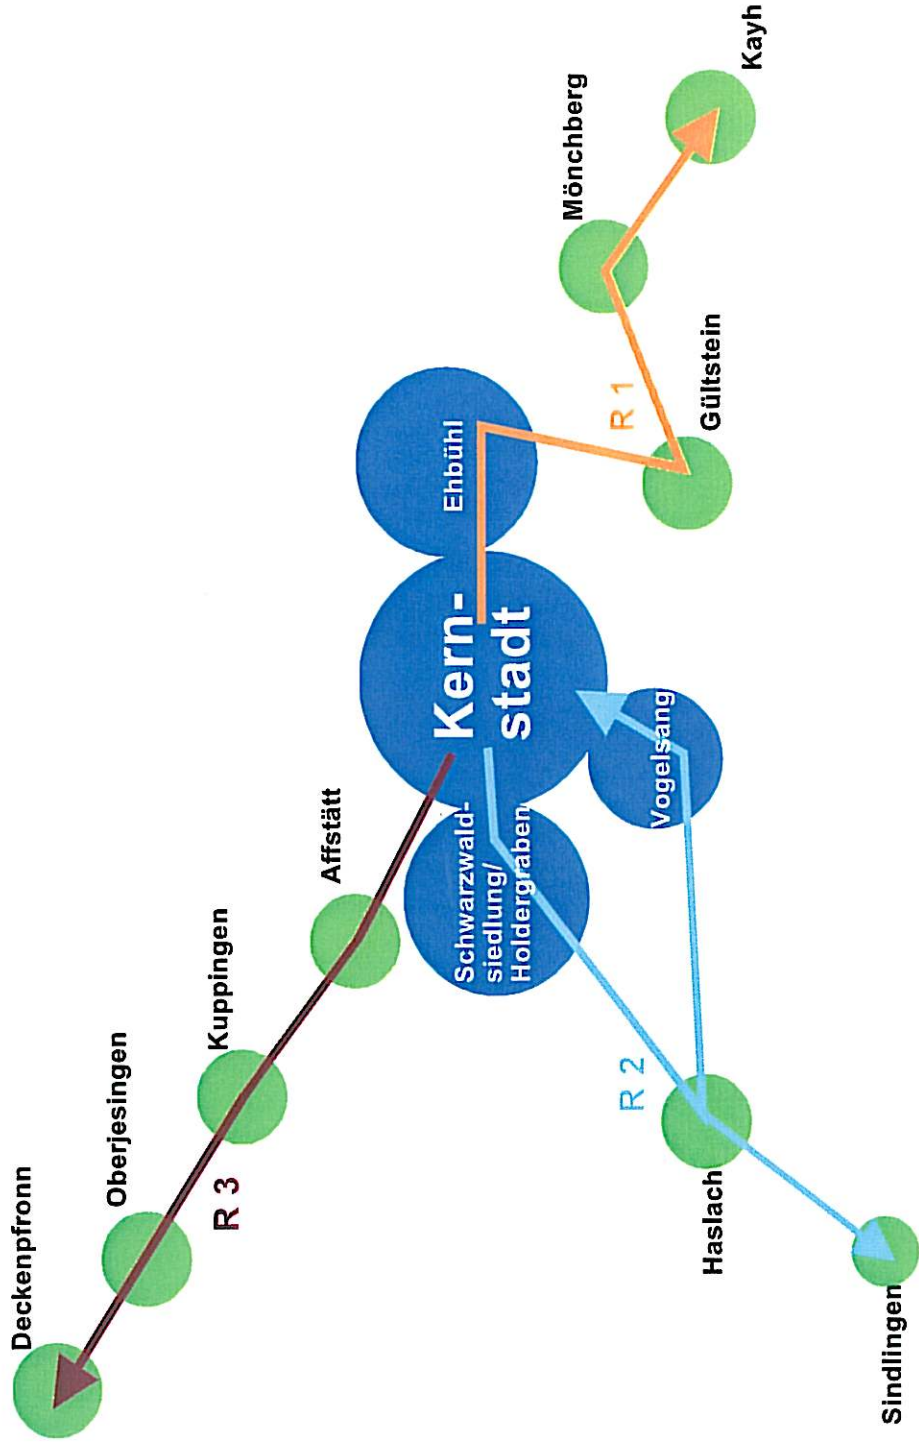 Deckenpfronn
Oberjesingen
Kuppingen
Affstätt
R 3
Schwarzwald-
siedlung/
Holdergraben
Kern-
stadt
Ehbühl
Vogelsang
Mönchberg
Kayh
R 1
Gültstein
R 2
Haslach
Sindlingen